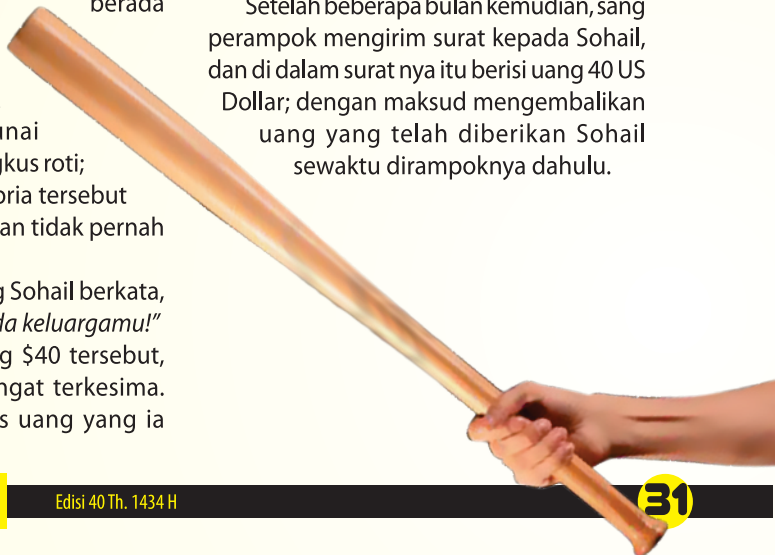 berada
unai
gkus roti;
pria tersebut
an tidak pernah
g Sohail berkata,
da keluargamu!”
g $40 tersebut,
ngat terkesima.
s uang yang ia
Setelah beberapa bulan kemudian, sang
perampok mengirim surat kepada Sohail,
dan di dalam surat nya itu berisi uang 40 US
Dollar; dengan maksud mengembalikan
uang yang telah diberikan Sohail
sewaktu dirampoknya dahulu.
Edisi 40 Th. 1434 H
31